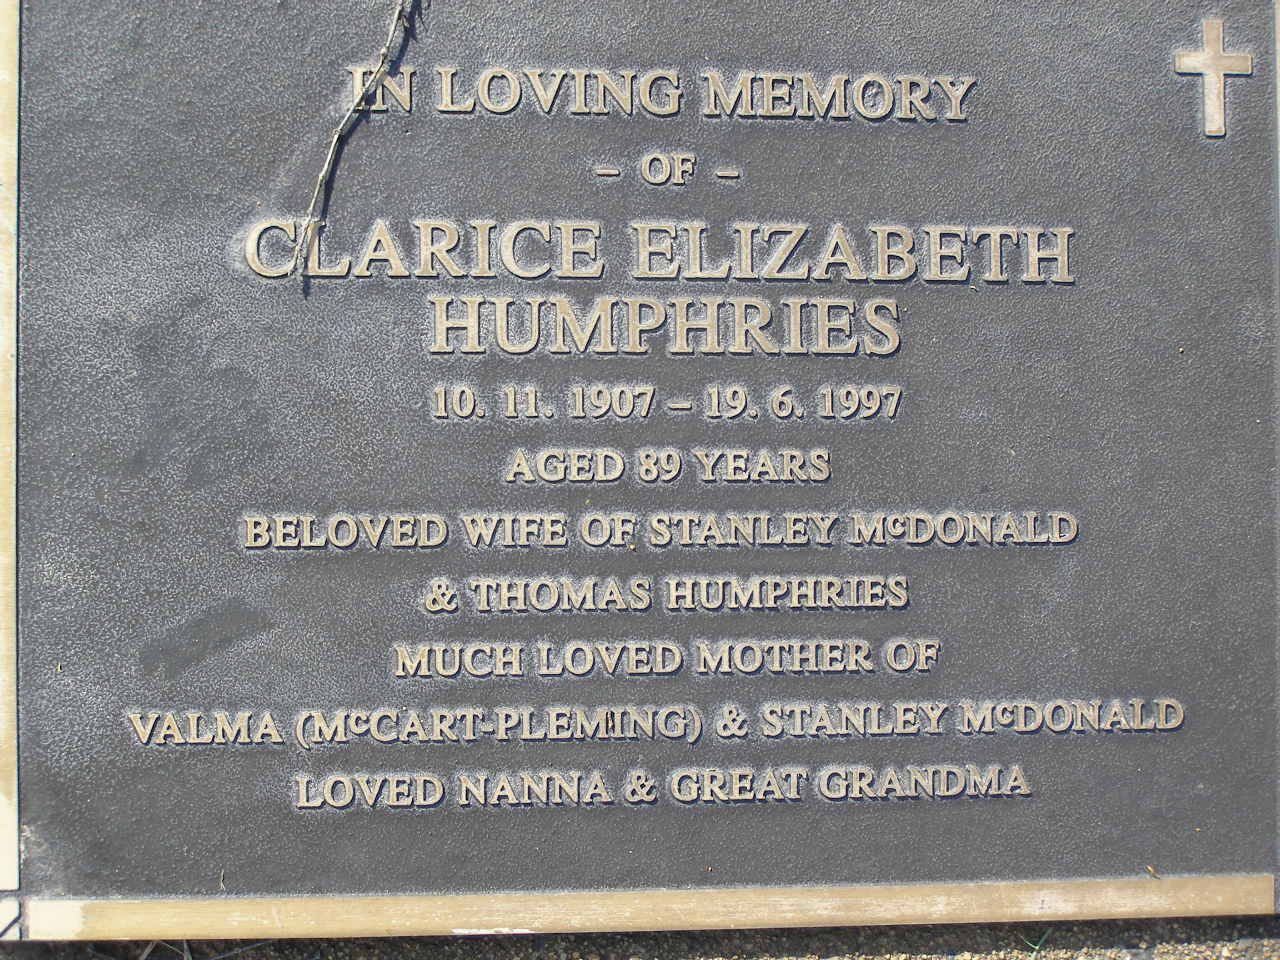 IN LOVING MEMORY
– OF –
CLARICE ELIZABETH
HUMPHRIES
10. 11. 1907 – 19. 6. 1997
AGED 89 YEARS
BELOVED WIFE OF STANLEY McDONALD
& THOMAS HUMPHRIES
MUCH LOVED MOTHER OF
VALMA (McCART-PLEMING) & STANLEY McDONALD
LOVED NANNA & GREAT GRANDMA